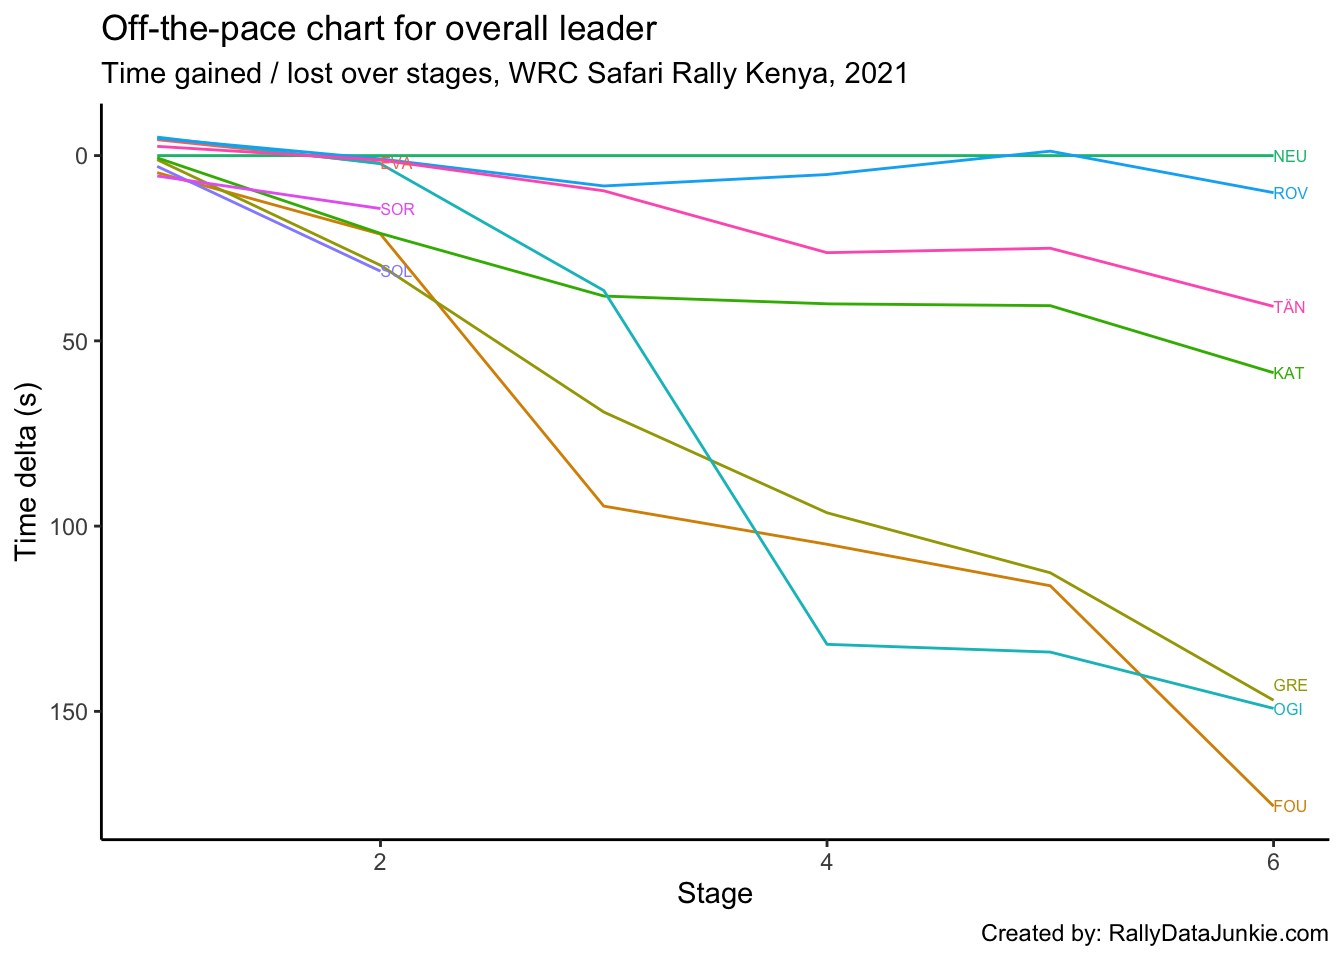 Off-the-pace chart for overall leader
Time gained / lost over stages, WRC Safari Rally Kenya, 2021
0
50
100
150
Time delta (s)
NEU
EVA
ROV
SOR
SOL
TÄN
KAT
GRE
OGI
FOU
2
4
6
Stage
Created by: RallyDataJunkie.com